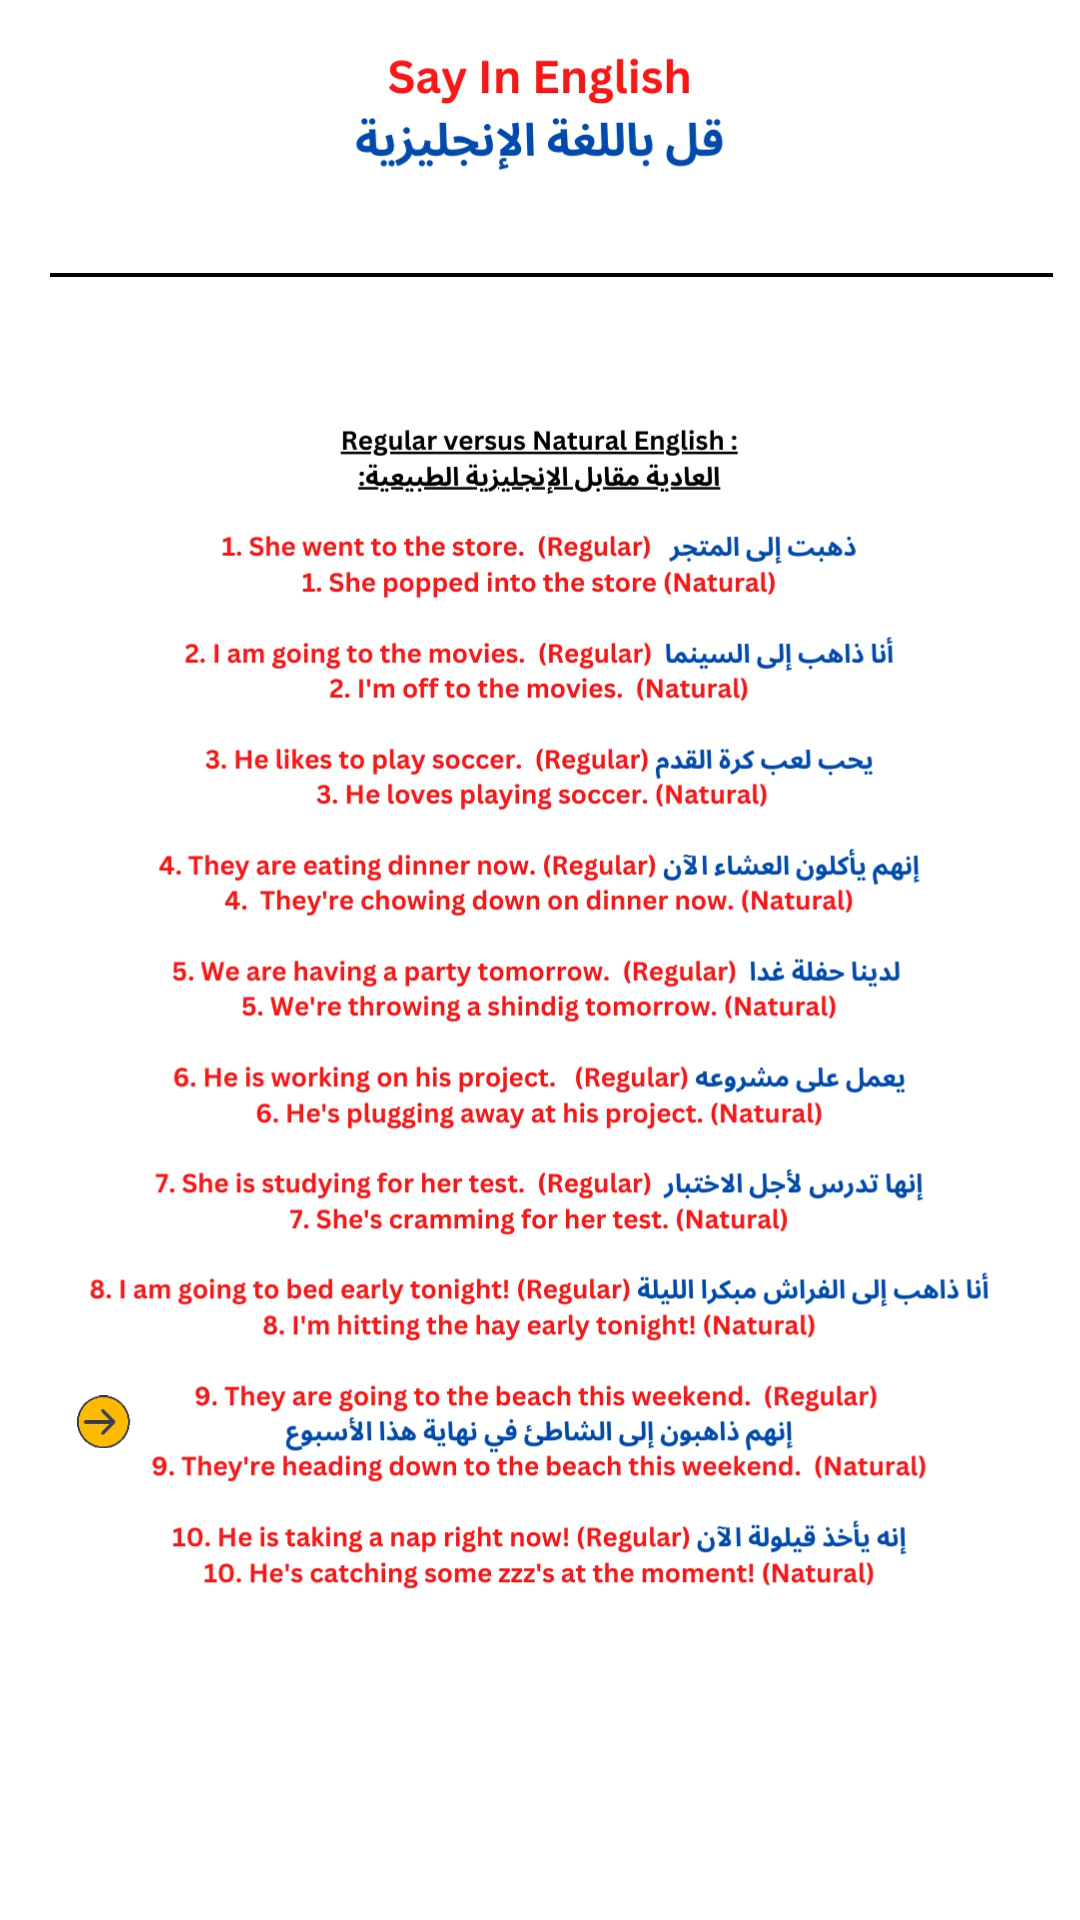 Say In English
قل باللغة الإنجليزية
Regular versus Natural English :
العادية مقابل الإنجليزية الطبيعية:
1. She went to the store. (Regular) ذهبت إلى المتجر
1. She popped into the store (Natural)
2. I am going to the movies. (Regular) أنا ذاهب إلى السينما
2. I'm off to the movies. (Natural)
3. He likes to play soccer. (Regular) يحب لعب كرة القدم
3. He loves playing soccer. (Natural)
4. They are eating dinner now. (Regular) إنهم يأكلون العشاء الآن
4. They're chowing down on dinner now. (Natural)
5. We are having a party tomorrow. (Regular) لدينا حفلة غدا
5. We're throwing a shindig tomorrow. (Natural)
6. He is working on his project. (Regular) يعمل على مشروعه
6. He's plugging away at his project. (Natural)
7. She is studying for her test. (Regular) إنها تدرس لأجل الاختبار
7. She's cramming for her test. (Natural)
8. I am going to bed early tonight! (Regular) أنا ذاهب إلى الفراش مبكرا الليلة
8. I'm hitting the hay early tonight! (Natural)
9. They are going to the beach this weekend. (Regular)
إنهم ذاهبون إلى الشاطئ في نهاية هذا الأسبوع
9. They're heading down to the beach this weekend. (Natural)
10. He is taking a nap right now! (Regular) إنه يأخذ قيلولة الآن
10. He's catching some zzz's at the moment! (Natural)